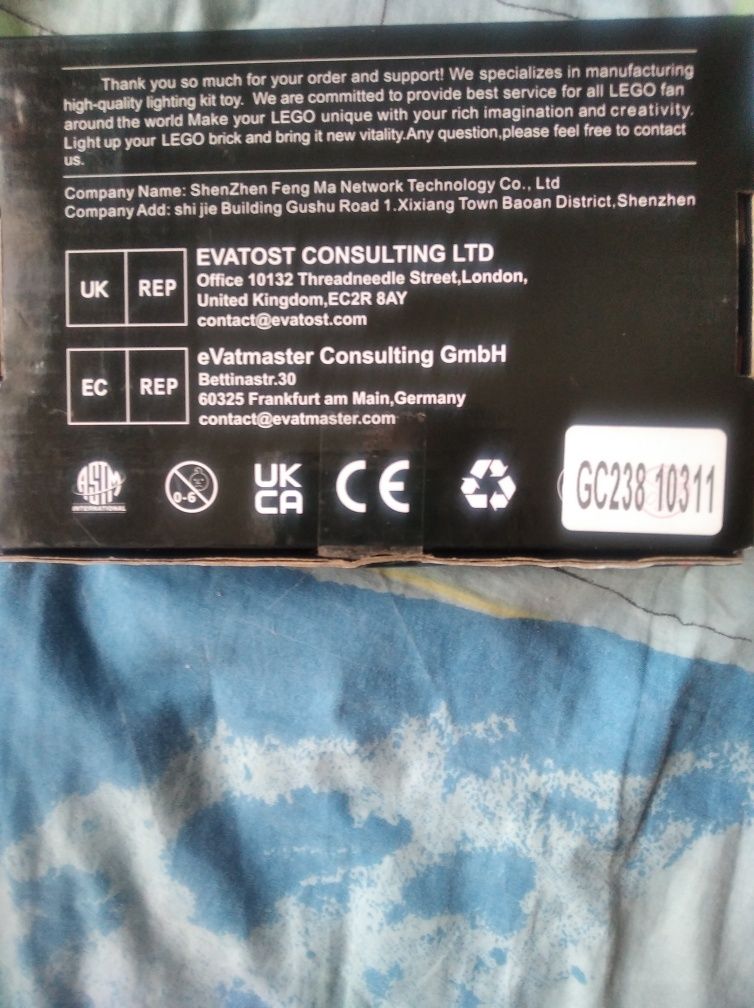 Thank you so much for your order and support! We specializes in manufacturing
high-quality lighting kit toy. We are committed to provide best service for all LEGO fan
around the world Make your LEGO unique with your rich imagination and creativity.
Light up your LEGO brick and bring it new vitality.Any question,please feel free to contact
us.
Company Name: ShenZhen Feng Ma Network Technology Co., Ltd
Company Add: shi jie Building Gushu Road 1.Xixiang Town Baoan District,Shenzhen
UK REP
EVATOST CONSULTING LTD
Office 10132 Threadneedle Street,London,
United Kingdom,EC2R 8AY
contact@evatost.com
EC REP
eVatmaster Consulting GmbH
Bettinastr.30
60325 Frankfurt am Main,Germany
contact@evatmaster.com
ASTM
INTERNATIONAL
0-6
UK
CA
CE
GC238 10311